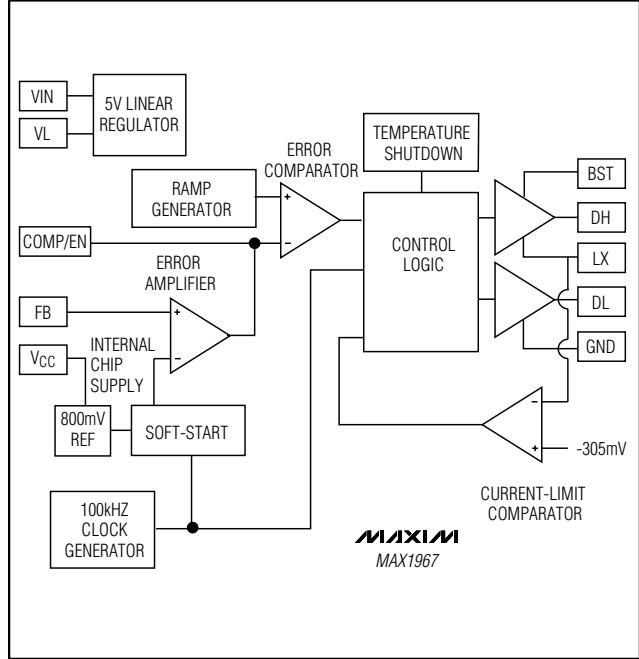 VIN
VL
5V LINEAR
REGULATOR
TEMPERATURE
SHUTDOWN
ERROR
COMPARATOR
RAMP
GENERATOR
+
-
COMP/EN
CONTROL
LOGIC
BST
DH
LX
DL
GND
ERROR
AMPLIFIER
FB
+
-
VCC
INTERNAL
CHIP
SUPPLY
800mV
REF
SOFT-START
-
+
-305mV
CURRENT-LIMIT
COMPARATOR
100kHZ
CLOCK
GENERATOR
MAXIM
MAX1967